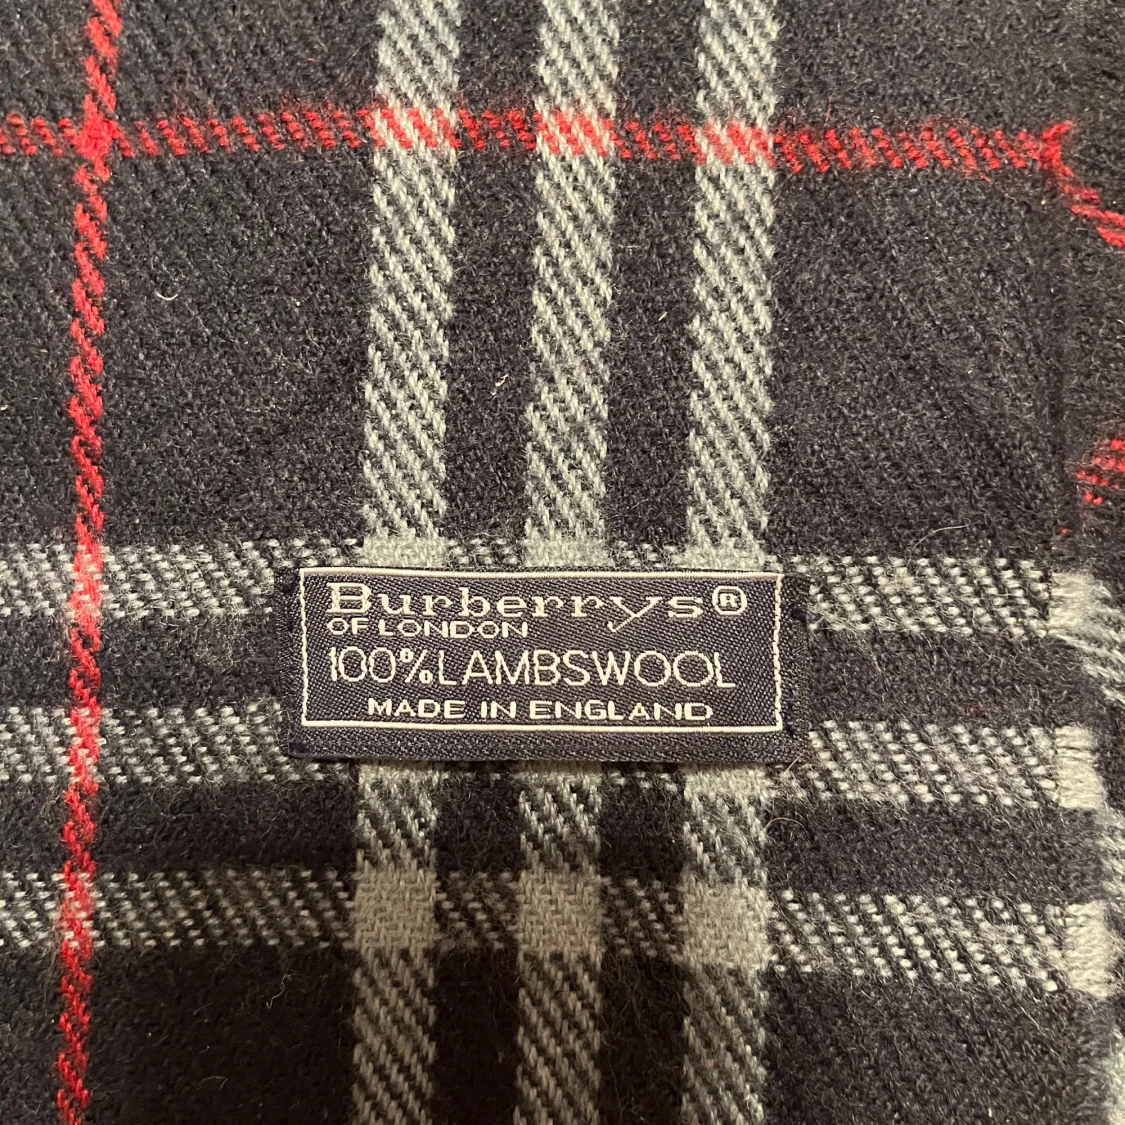 Burberrys®
OF LONDON
100% LAMBSWOOL
MADE IN ENGLAND